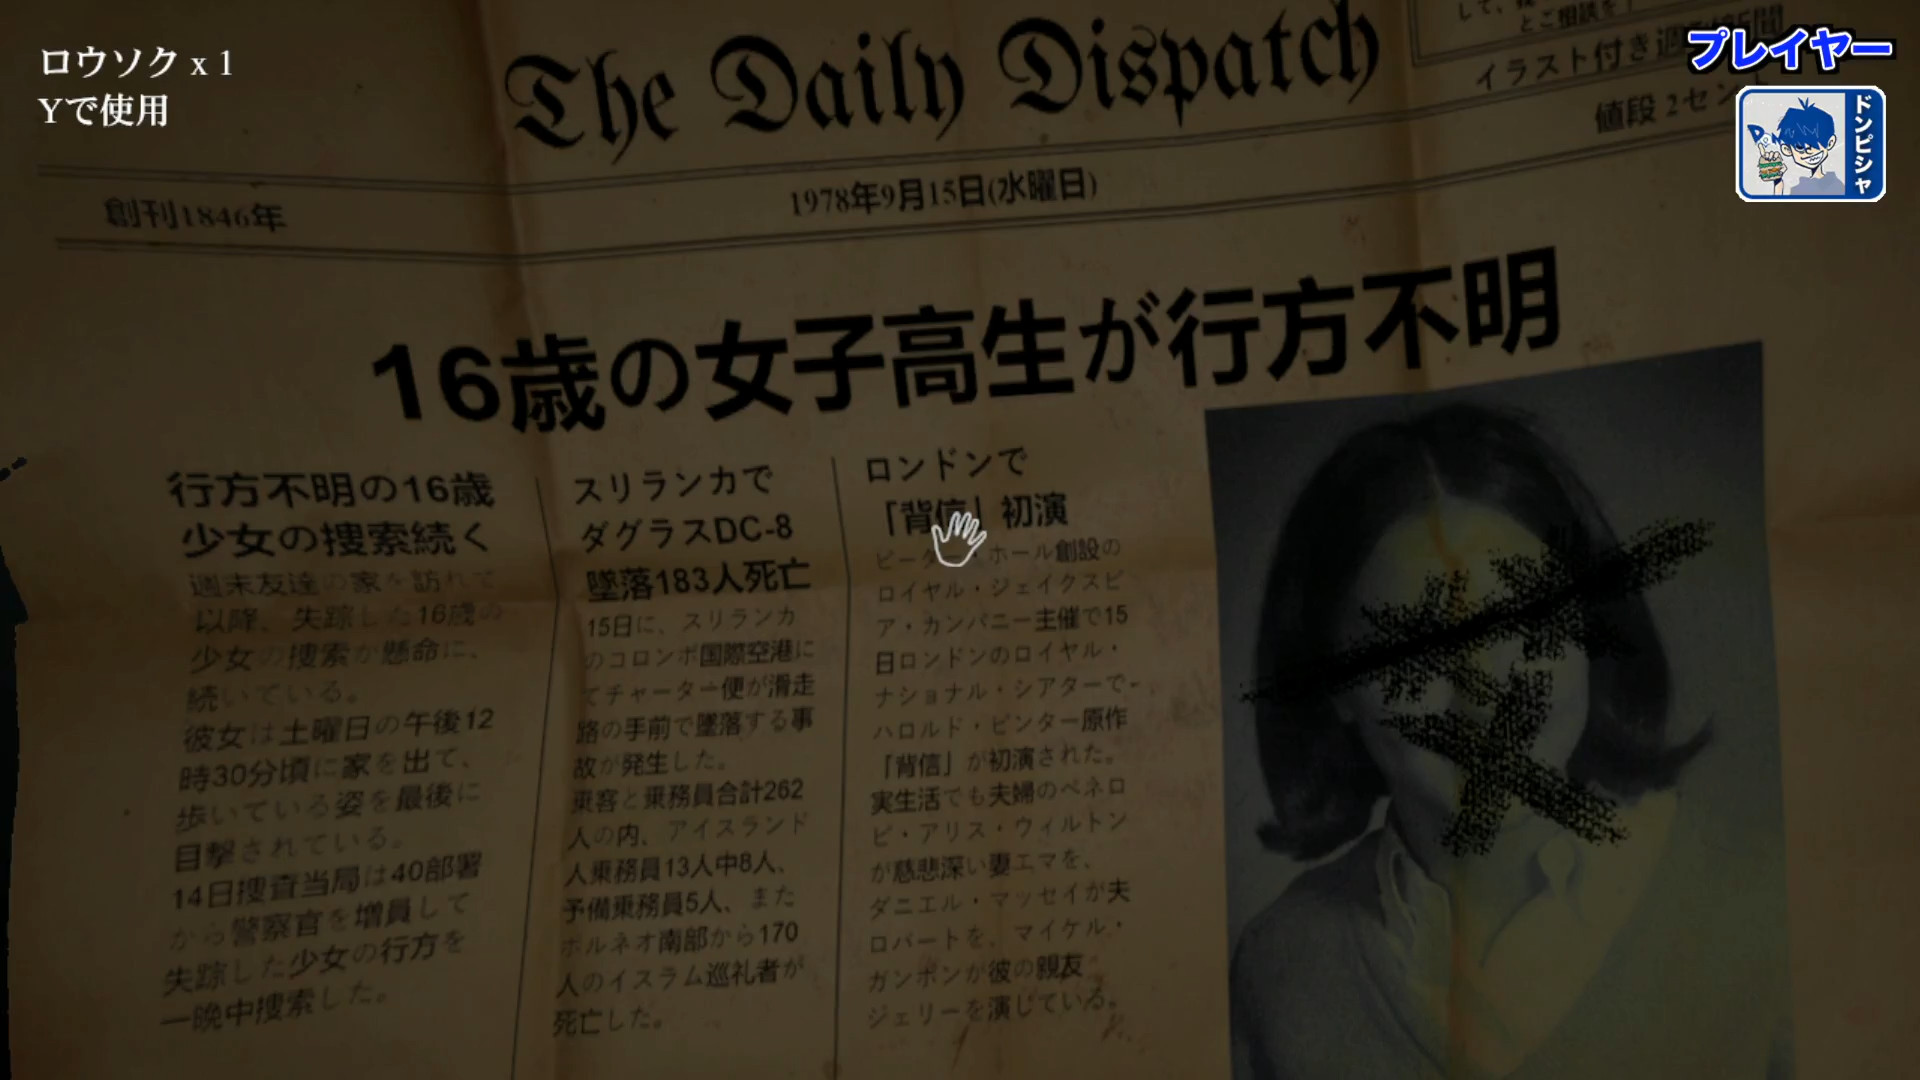 ロウソク x 1
Yで使用
プレイヤー
ドンピシャ
The Daily Dispatch
とご相談を！
イラスト付き週
値段 2セン
創刊1846年
1978年9月15日(水曜日)
16歳の女子高生が行方不明
行方不明の16歳
少女の捜索続く
週末友達の家を訪れて
以降、失踪した16歳の
少女の捜索が懸命に、
続いている。
彼女は土曜日の午後12
時30分頃に家を出て、
歩いている姿を最後に
目撃されている。
14日捜査当局は40部署
から警察官を増員して
失踪した少女の行方を
一晩中捜索した。
スリランカで
ダグラスDC-8
墜落183人死亡
15日に、スリランカ
のコロンボ国際空港に
てチャーター便が滑走
路の手前で墜落する事
故が発生した。
乗客と乗務員合計262
人の内、アイスランド
人乗務員13人中8人、
予備乗務員5人、また
ボルネオ南部から170
人のイスラム巡礼者が
死亡した。
ロンドンで
「背信」初演
ピーター・ホール創設の
ロイヤル・ジェイクスピ
ア・カンパニー主催で15
日ロンドンのロイヤル・
ナショナル・シアターで-
ハロルド・ピンター原作
「背信」が初演された。
実生活でも夫婦のペネロ
ピ・アリス・ウィルトン
が慈悲深い妻エマを、
ダニエル・マッセイが夫
ロバートを、マイケル・
ガンボンが彼の親友
ジェリーを演じている。